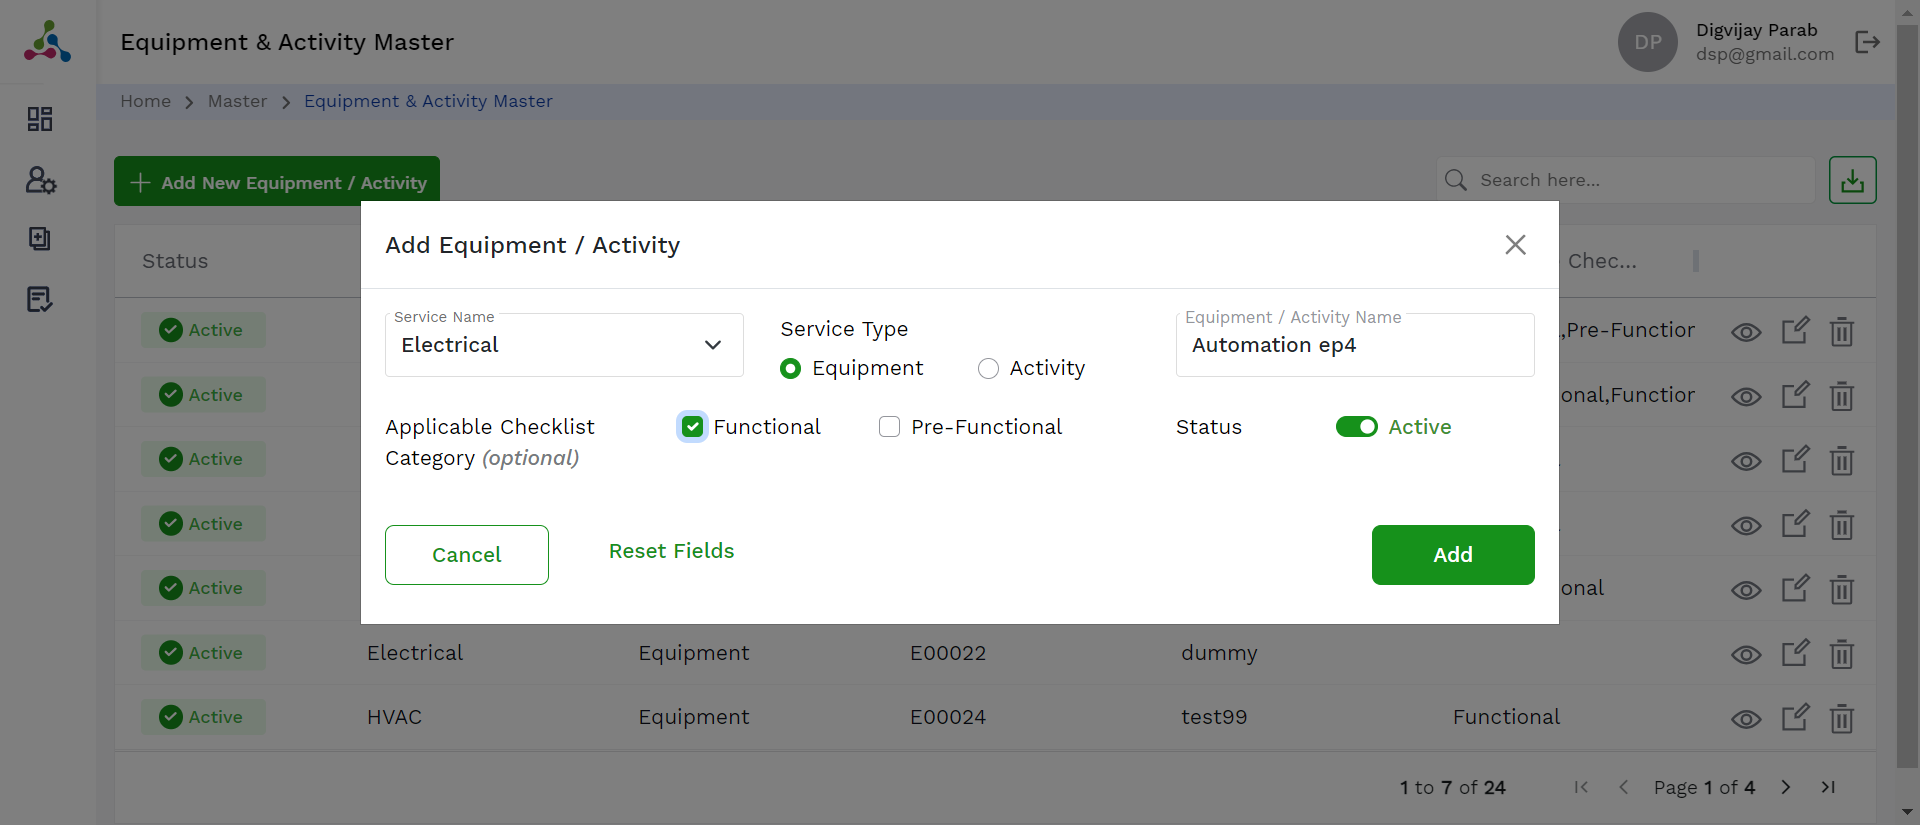 Equipment & Activity Master
DP
Digvijay Parab
dsp@gmail.com
Home > Master > Equipment & Activity Master
Add New Equipment / Activity
Search here...
Status
Chec...
Add Equipment / Activity
Service Name
Electrical
Service Type
Equipment
Activity
Equipment / Activity Name
Automation ep4
Applicable Checklist
Category (optional)
Functional
Pre-Functional
Status
Active
Cancel
Reset Fields
Add
Active ,Pre-Function
Active onal,Function
Active
Active
Active onal
Active Electrical Equipment E00022 dummy
Active HVAC Equipment E00024 test99 Functional
1 to 7 of 24
Page 1 of 4